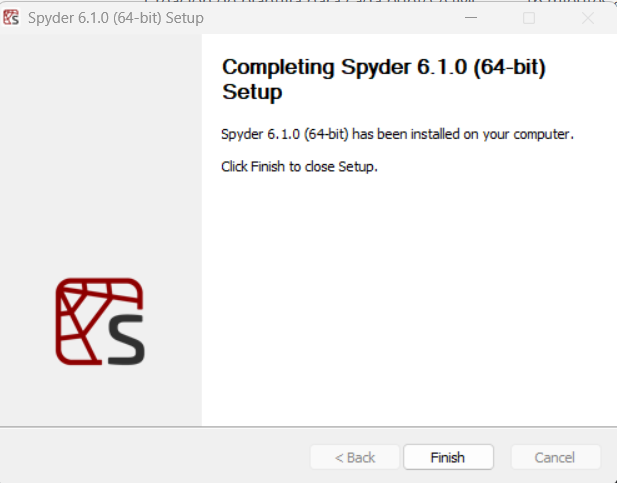 Spyder 6.1.0 (64-bit) Setup
Completing Spyder 6.1.0 (64-bit)
Setup
Spyder 6.1.0 (64-bit) has been installed on your computer.
Click Finish to close Setup.
S
< Back
Finish
Cancel